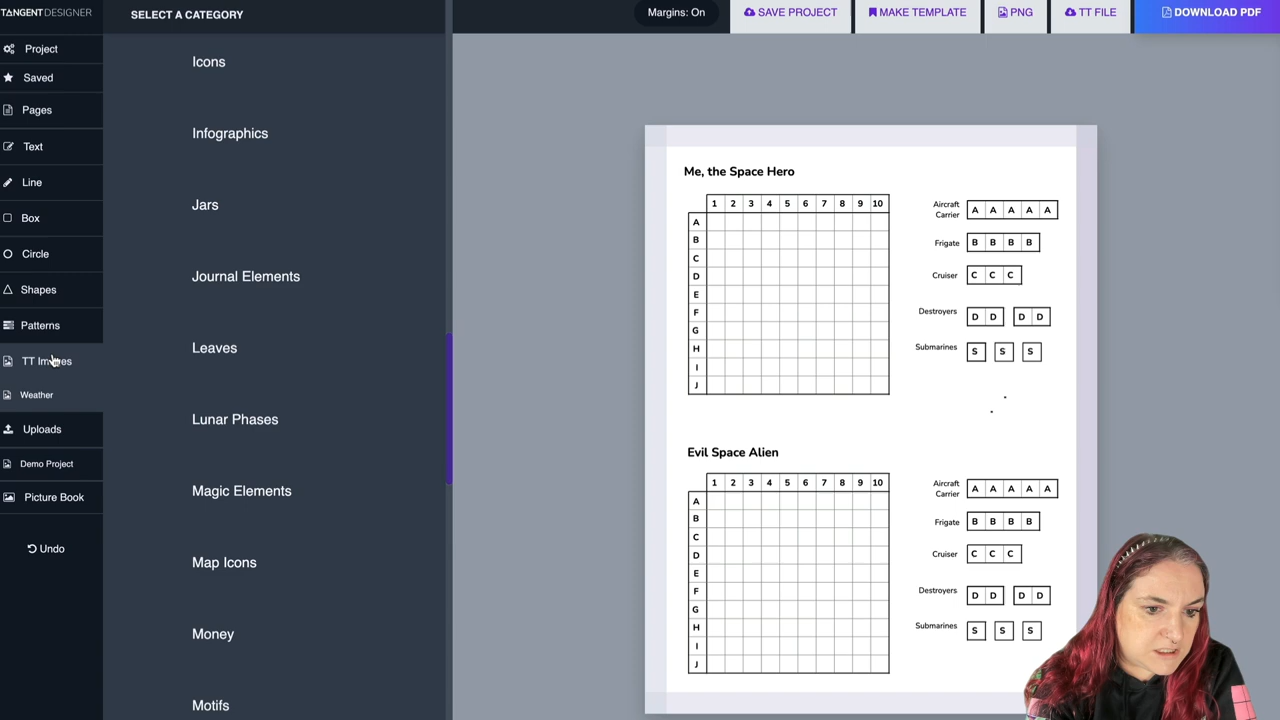 TANGENT DESIGNER
SELECT A CATEGORY
Margins: On
SAVE PROJECT
MAKE TEMPLATE
PNG
TT FILE
DOWNLOAD PDF
Project
Saved
Pages
Text
Line
Box
Circle
Shapes
Patterns
TT Images
Weather
Uploads
Demo Project
Picture Book
Undo
Icons
Infographics
Jars
Journal Elements
Leaves
Lunar Phases
Magic Elements
Map Icons
Money
Motifs
Me, the Space Hero
1 2 3 4 5 6 7 8 9 10
A
B
C
D
E
F
G
H
I
J
Aircraft
Carrier
A A A A A
Frigate
B B B B
Cruiser
C C C
Destroyers
D D D D
Submarines
S S S
Evil Space Alien
1 2 3 4 5 6 7 8 9 10
A
B
C
D
E
F
G
H
I
J
Aircraft
Carrier
A A A A A
Frigate
B B B B
Cruiser
C C C
Destroyers
D D D D
Submarines
S S S